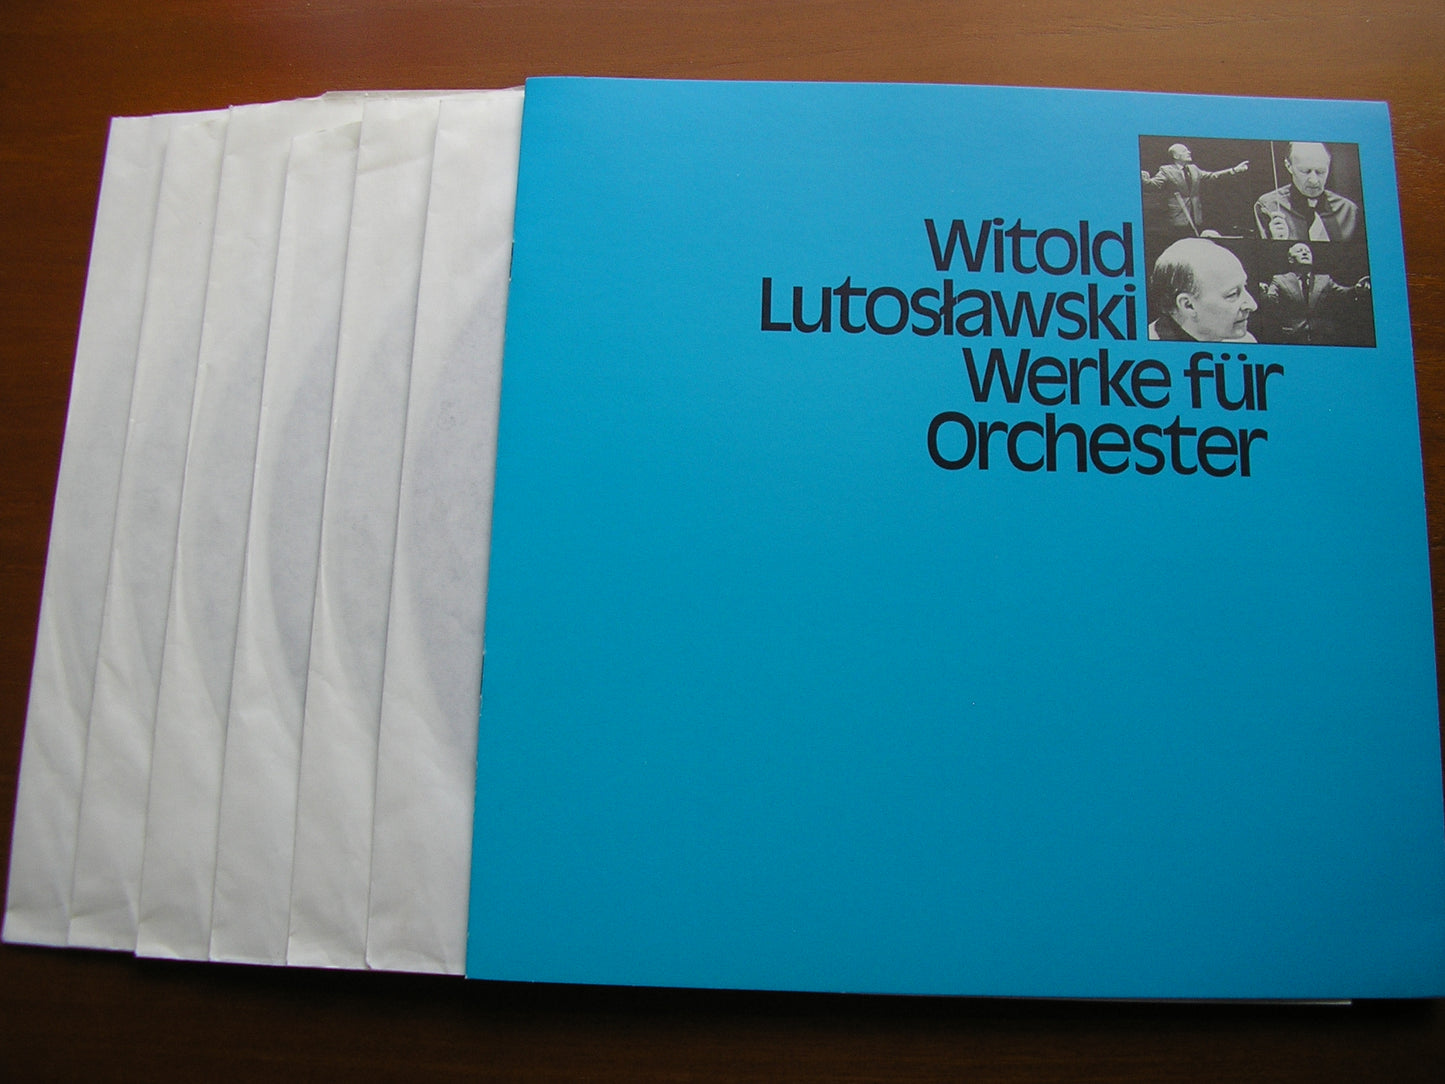 Witold
Lutosławski
Werke für
Orchester